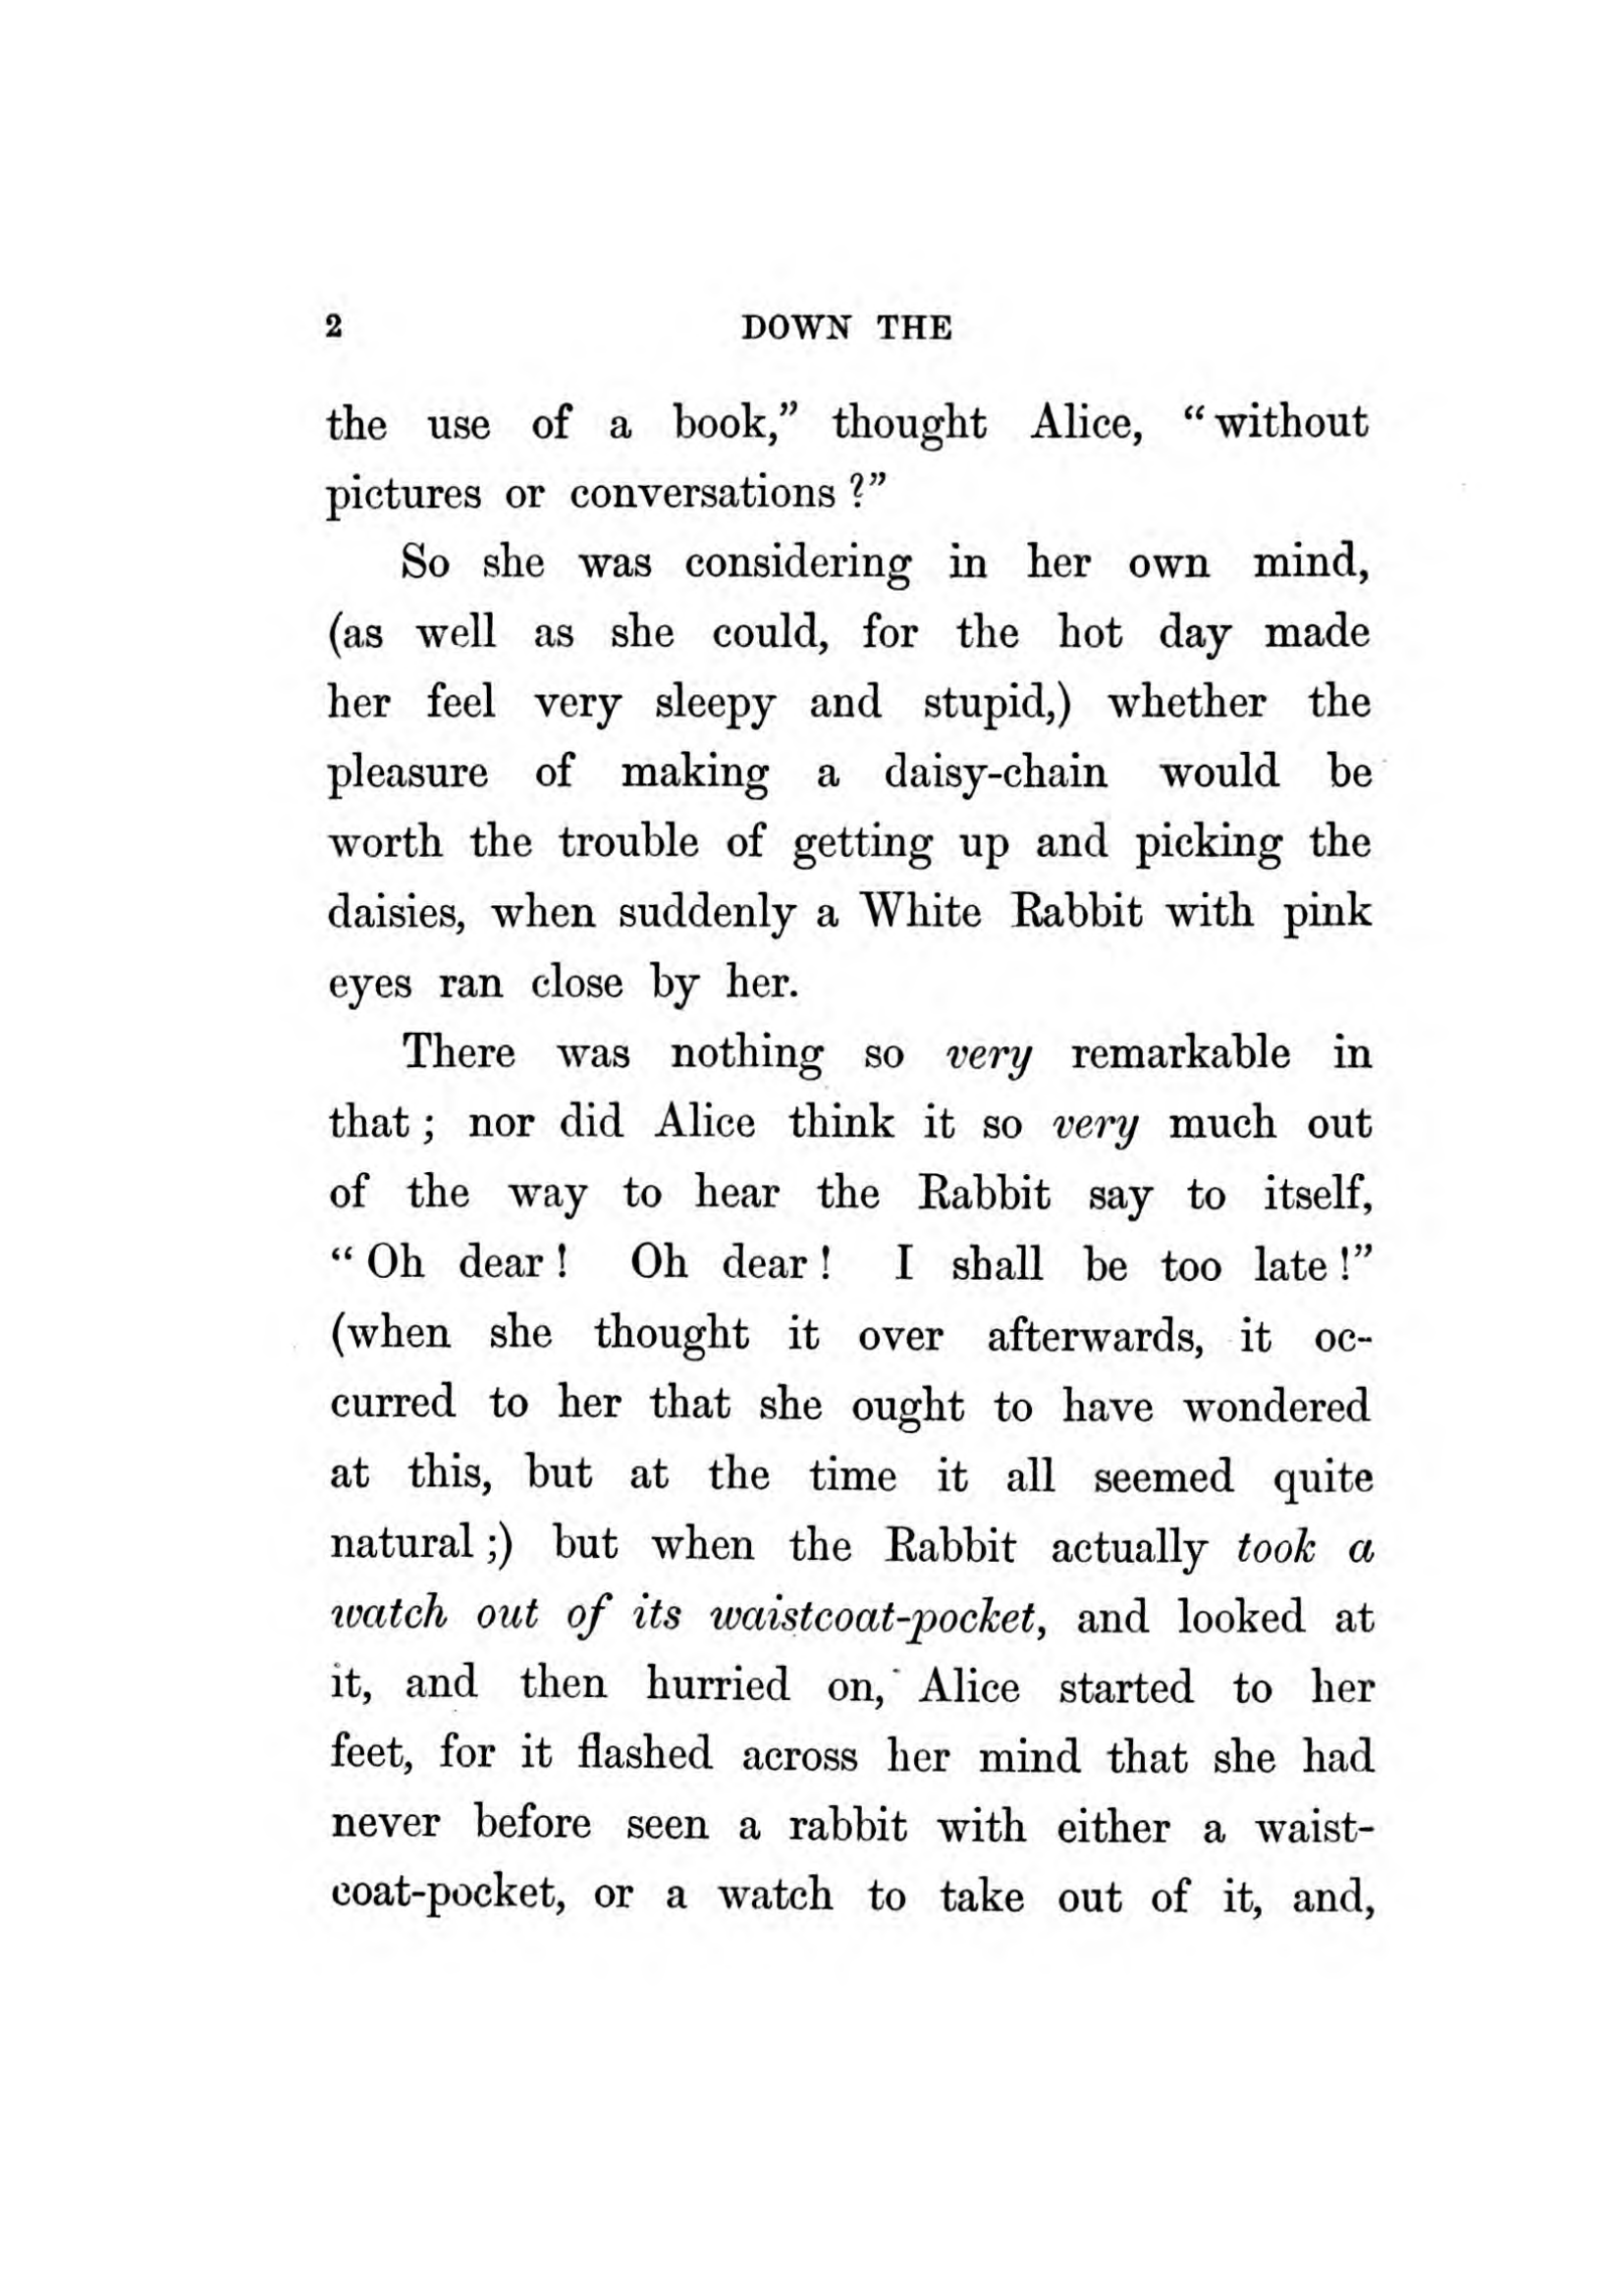 2 DOWN THE
the use of a book,” thought Alice, “without
pictures or conversations?”
So she was considering in her own mind,
(as well as she could, for the hot day made
her feel very sleepy and stupid,) whether the
pleasure of making a daisy-chain would be
worth the trouble of getting up and picking the
daisies, when suddenly a White Rabbit with pink
eyes ran close by her.
There was nothing so very remarkable in
that; nor did Alice think it so very much out
of the way to hear the Rabbit say to itself,
“Oh dear! Oh dear! I shall be too late!”
(when she thought it over afterwards, it oc-
curred to her that she ought to have wondered
at this, but at the time it all seemed quite
natural;) but when the Rabbit actually took a
watch out of its waistcoat-pocket, and looked at
it, and then hurried on, Alice started to her
feet, for it flashed across her mind that she had
never before seen a rabbit with either a waist-
coat-pocket, or a watch to take out of it, and,